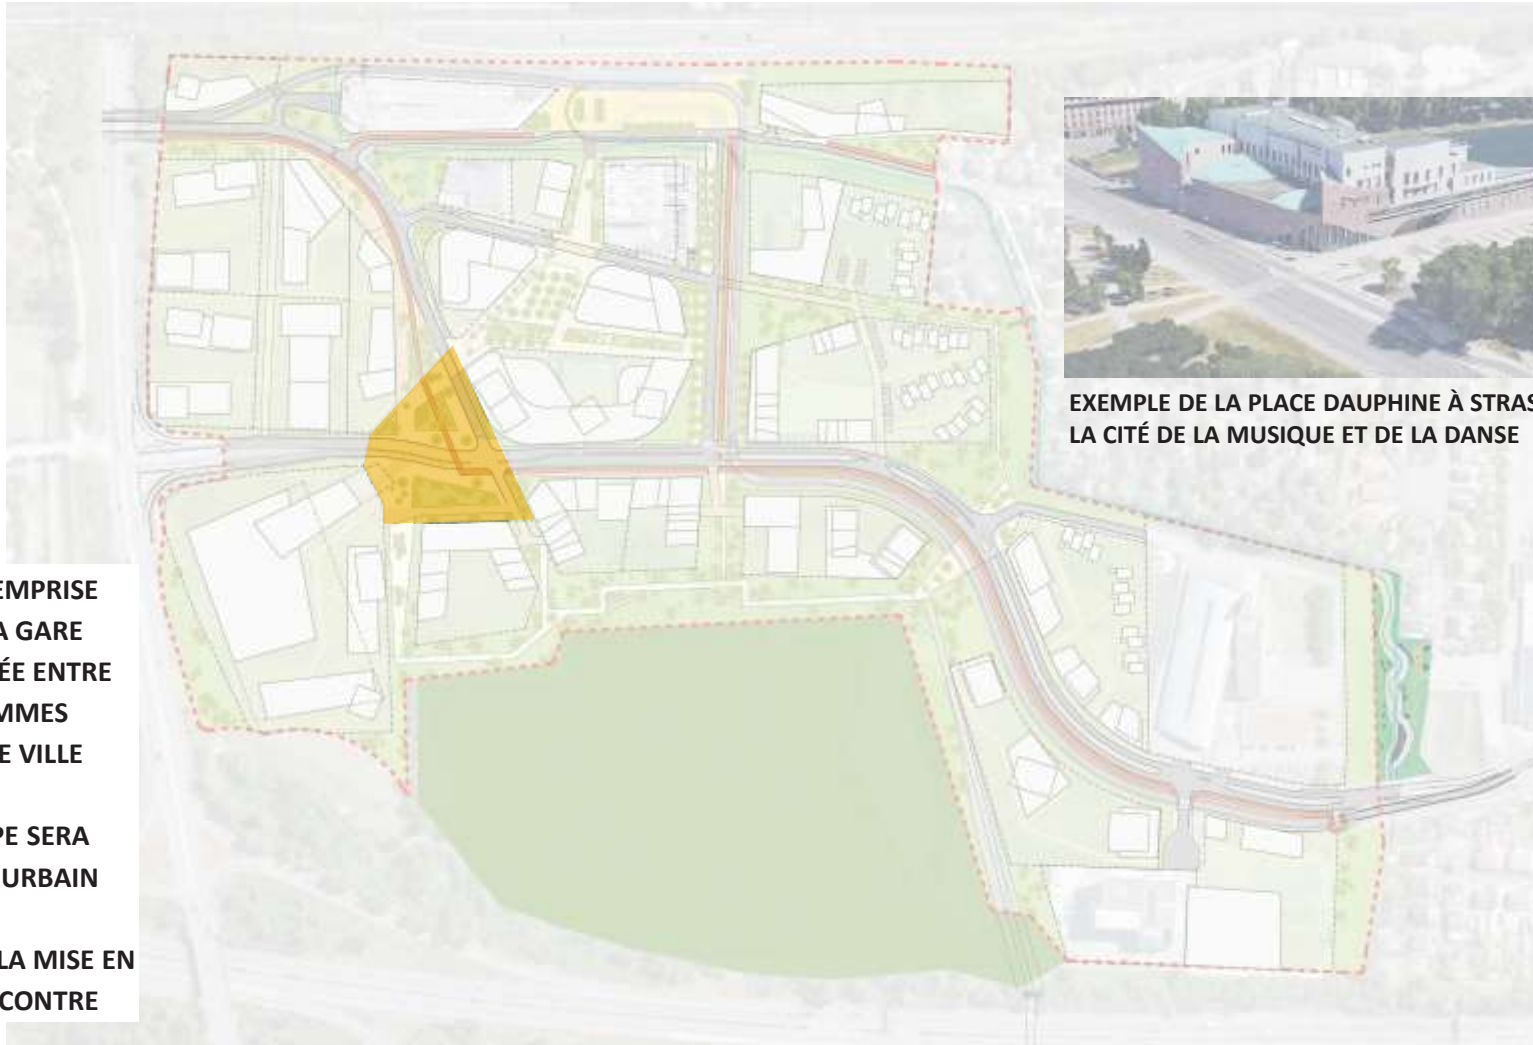 EXEMPLE DE LA PLACE DAUPHINE À STRAS
LA CITÉ DE LA MUSIQUE ET DE LA DANSE
EMPRISE
A GARE
ÉE ENTRE
MMES
E VILLE
PE SERA
URBAIN
LA MISE EN
CONTRE